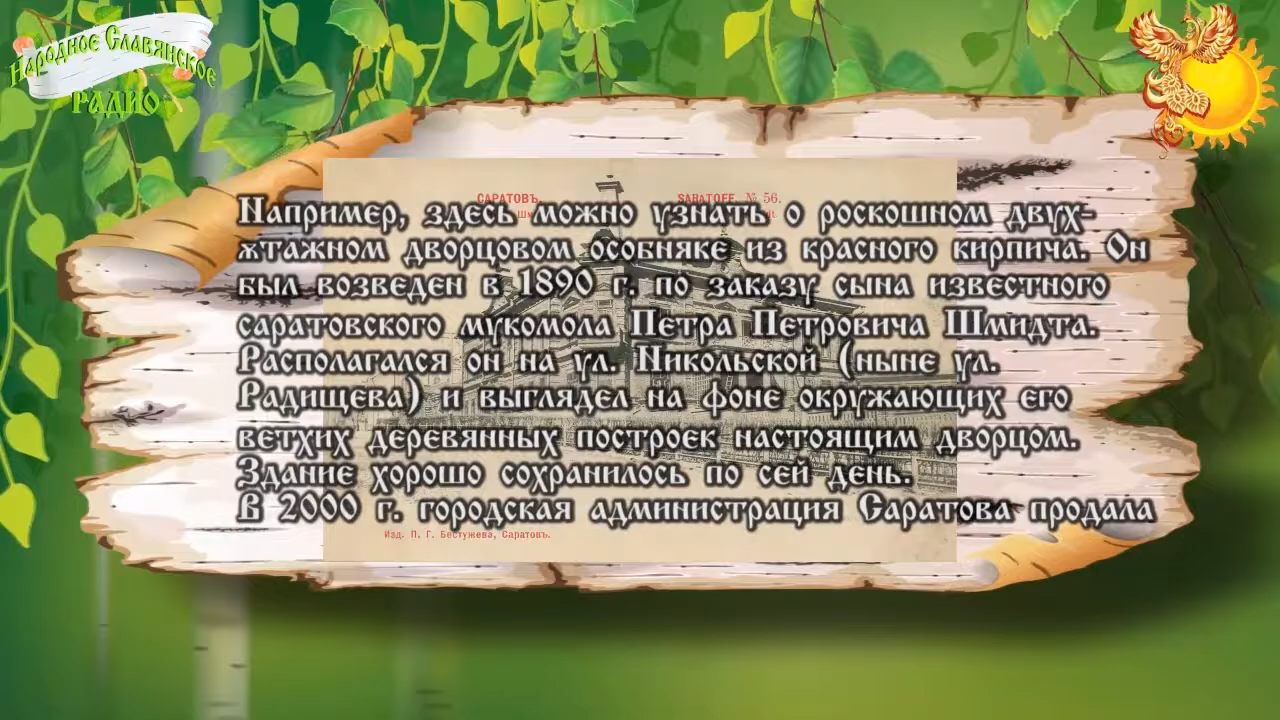 Народное Славянское
РАДИО
САРАТОВЪ.
SARATOFF. № 56.
Например, здесь можно узнать о роскошном двух-
этажном дворцовом особняке из красного кирпича. Он
был возведен в 1890 г. по заказу сына известного
саратовского мукомола Петра Петровича Шмидта.
Располагался он на ул. Никольской (ныне ул.
Радищева) и выглядел на фоне окружающих его
ветхих деревянных построек настоящим дворцом.
Здание хорошо сохранилось по сей день.
В 2000 г. городская администрация Саратова продала
Изд. П. Г. Бестужева, Саратовъ.